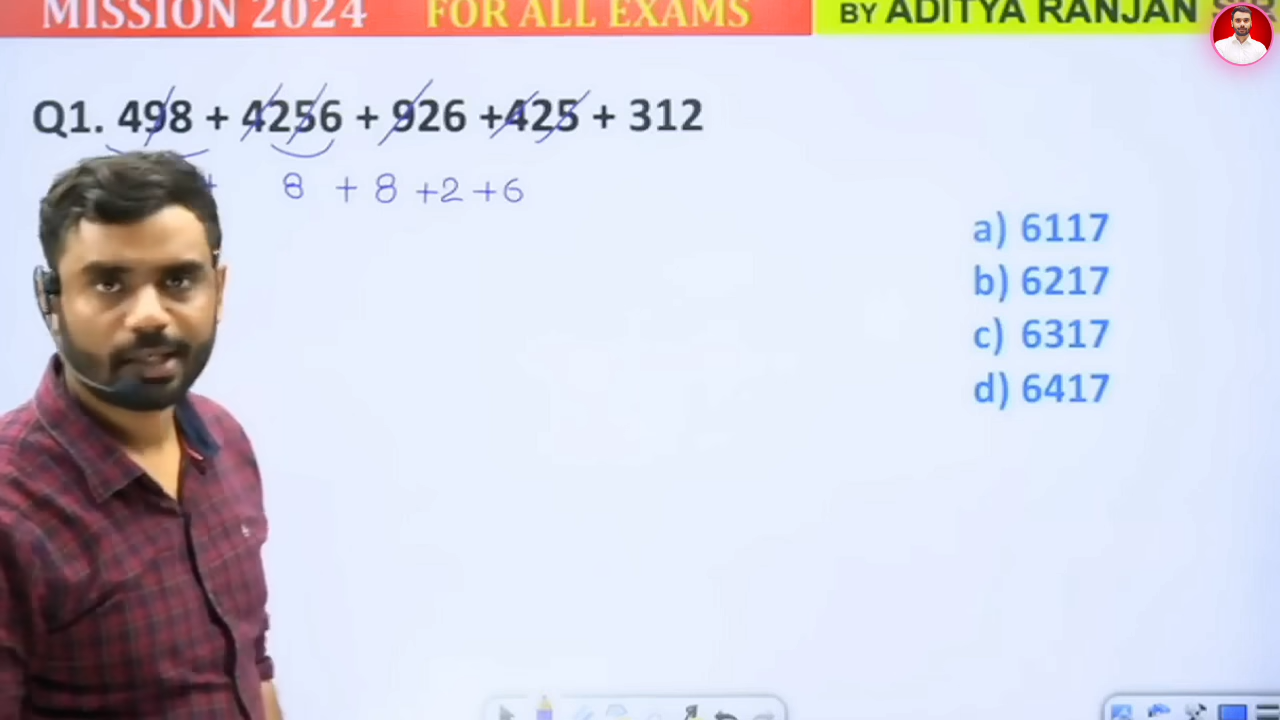 MISSION 2024 FOR ALL EXAMS BY ADITYA RANJAN
Q1. 498 + 4256 + 926 +425 + 312
+ 8 + 8 +2 +6
a) 6117
b) 6217
c) 6317
d) 6417